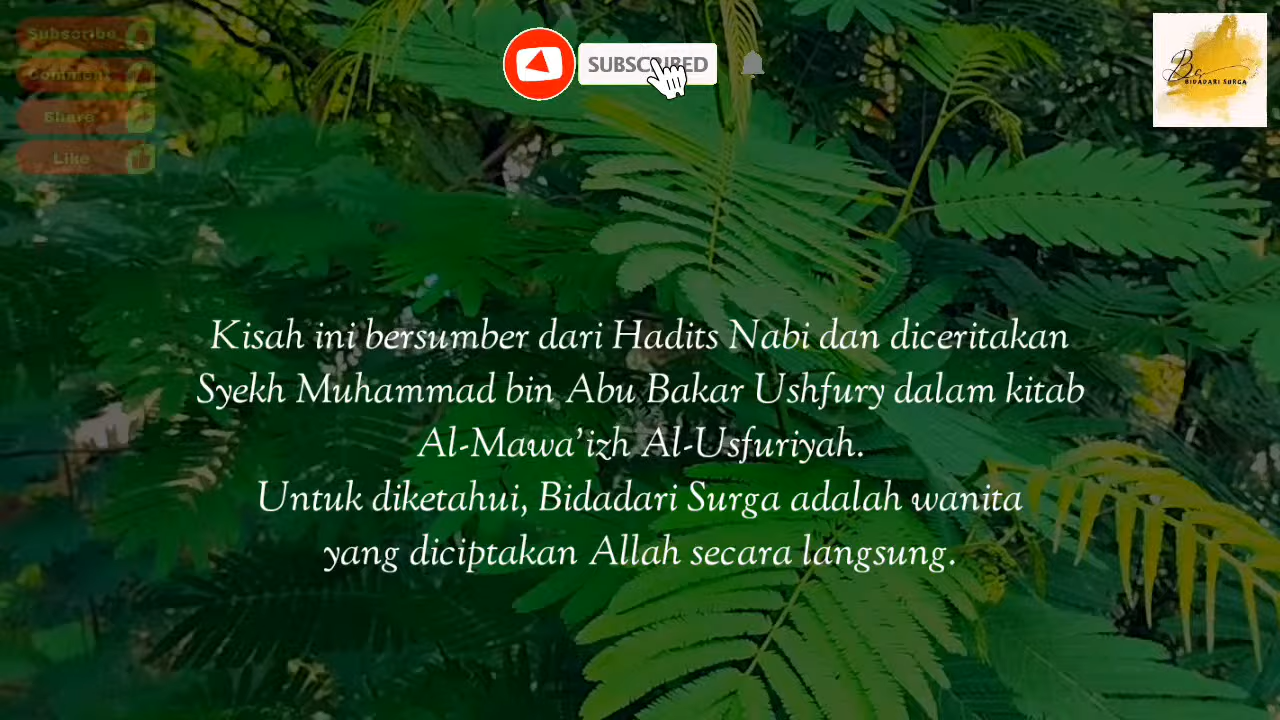 Subscribe
Comment
Share
Like
SUBSCRIBED
Bs
BIDADARI SURGA
Kisah ini bersumber dari Hadits Nabi dan diceritakan
Syekh Muhammad bin Abu Bakar Ushfury dalam kitab
Al-Mawa'izh Al-Usfuriyah.
Untuk diketahui, Bidadari Surga adalah wanita
yang diciptakan Allah secara langsung.